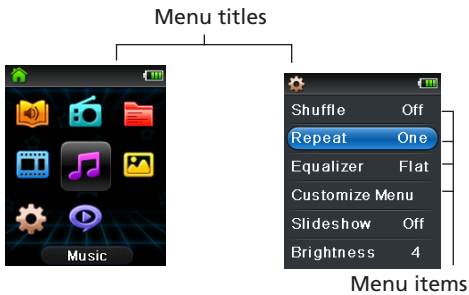 Menu titles
Music
Shuffle Off
Repeat One
Equalizer Flat
Customize Menu
Slideshow Off
Brightness 4
Menu items